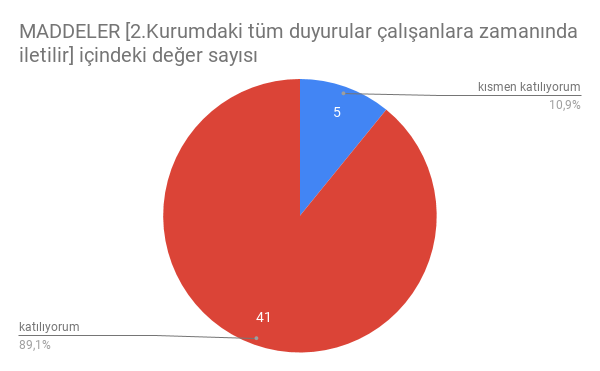 MADDELER [2.Kurumdaki tüm duyurular çalışanlara zamanında
iletilir] içindeki değer sayısı
kısmen katılıyorum
10,9%
5
41
katılıyorum
89,1%